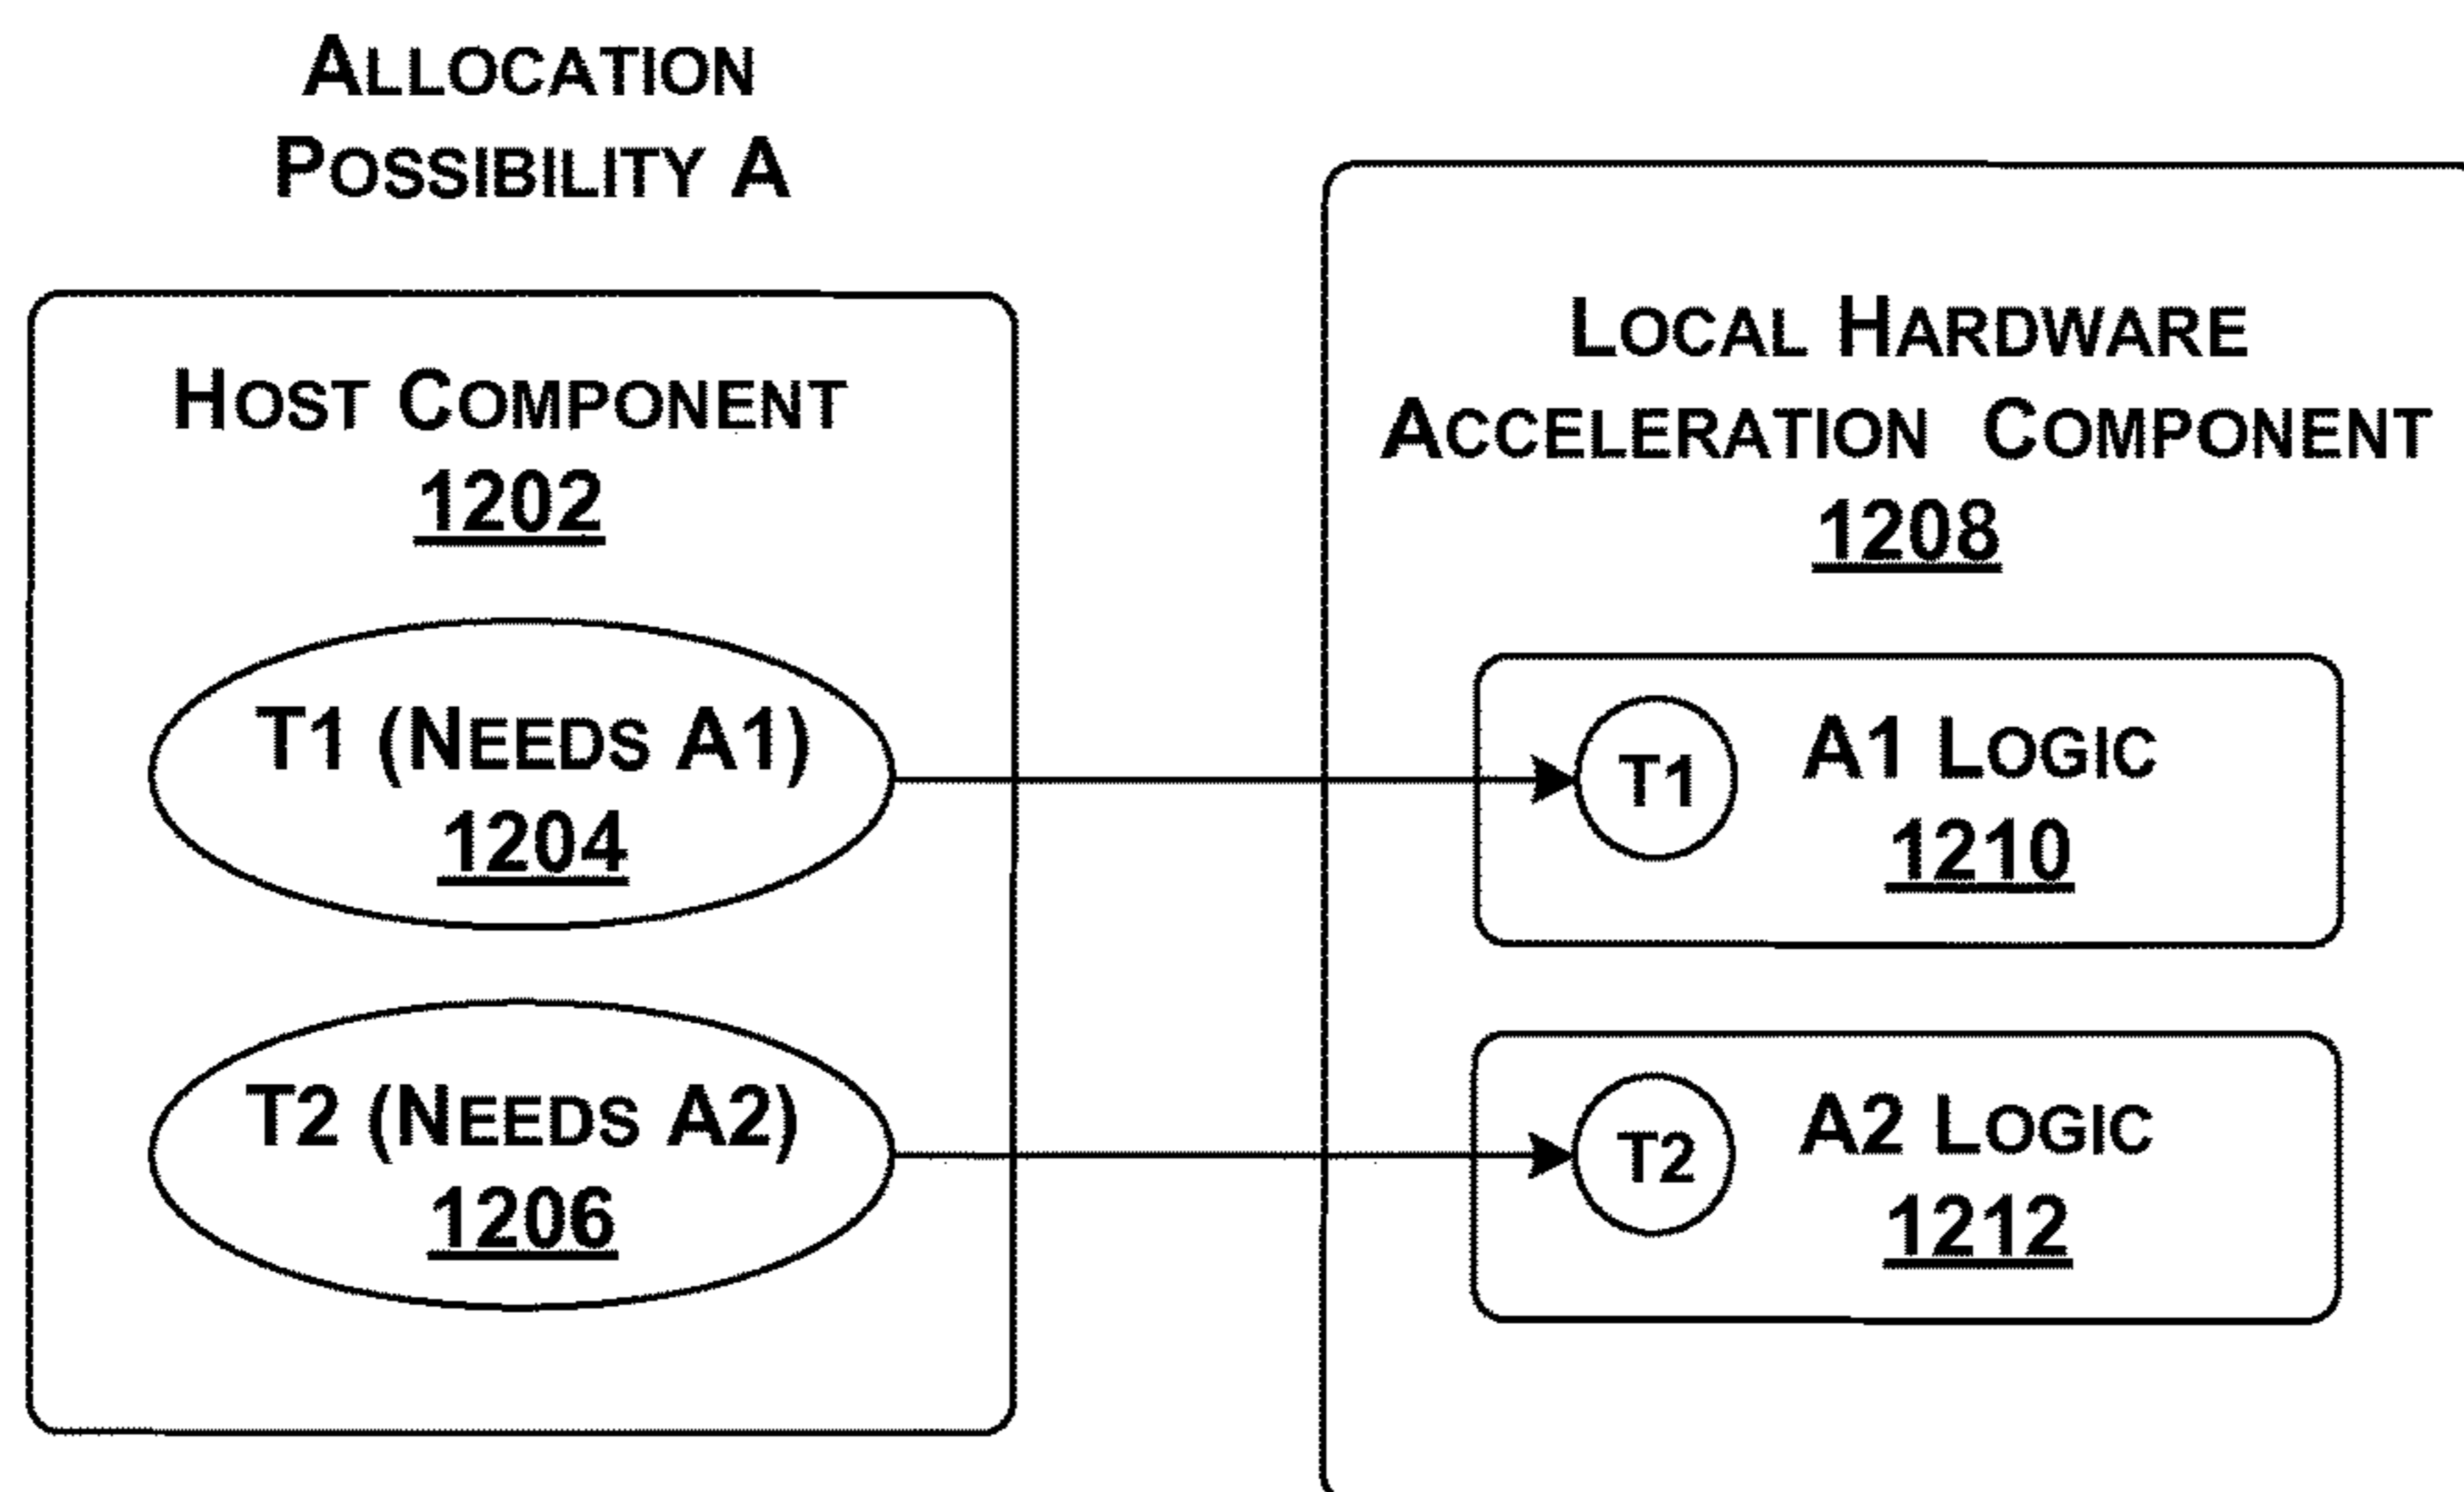 ALLOCATION
POSSIBILITY A
HOST COMPONENT
1202
T1 (NEEDS A1)
1204
T2 (NEEDS A2)
1206
LOCAL HARDWARE
ACCELERATION COMPONENT
1208
T1
A1 LOGIC
1210
T2
A2 LOGIC
1212